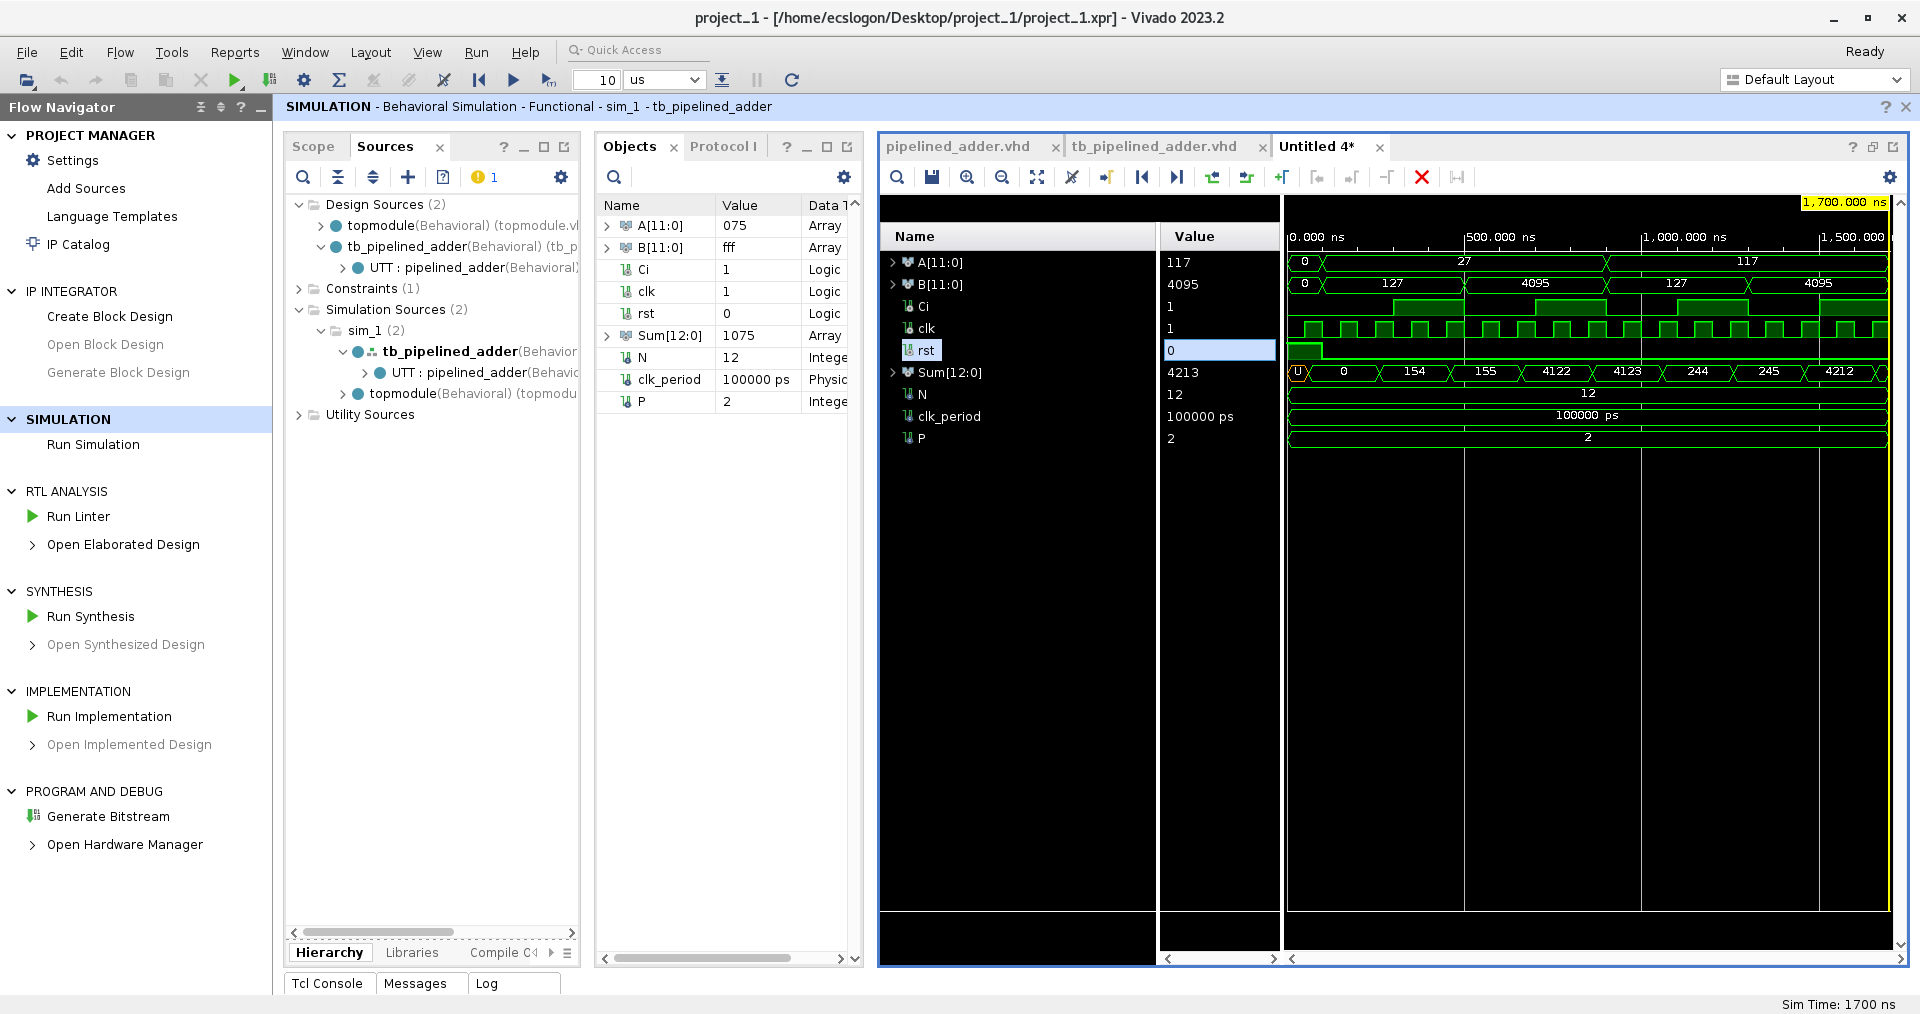 project_1 - [/home/ecslogon/Desktop/project_1/project_1.xpr] - Vivado 2023.2
File Edit Flow Tools Reports Window Layout View Run Help Quick Access Ready
10 us Default Layout
Flow Navigator
SIMULATION - Behavioral Simulation - Functional - sim_1 - tb_pipelined_adder
PROJECT MANAGER
Settings
Add Sources
Language Templates
IP Catalog
IP INTEGRATOR
Create Block Design
Open Block Design
Generate Block Design
SIMULATION
Run Simulation
RTL ANALYSIS
Run Linter
Open Elaborated Design
SYNTHESIS
Run Synthesis
Open Synthesized Design
IMPLEMENTATION
Run Implementation
Open Implemented Design
PROGRAM AND DEBUG
Generate Bitstream
Open Hardware Manager
Scope Sources
1
Design Sources (2)
topmodule(Behavioral) (topmodule.vl
tb_pipelined_adder(Behavioral) (tb_p
UTT : pipelined_adder(Behavioral)
Constraints (1)
Simulation Sources (2)
sim_1 (2)
tb_pipelined_adder(Behavior
UTT : pipelined_adder(Behavic
topmodule(Behavioral) (topmodu
Utility Sources
Hierarchy Libraries Compile O
Tcl Console Messages Log
Objects Protocol I
Name Value Data T
A[11:0] 075 Array
B[11:0] fff Array
Ci 1 Logic
clk 1 Logic
rst 0 Logic
Sum[12:0] 1075 Array
N 12 Intege
clk_period 100000 ps Physic
P 2 Intege
pipelined_adder.vhd tb_pipelined_adder.vhd Untitled 4*
1,700.000 ns
Name Value 0.000 ns 500.000 ns 1,000.000 ns 1,500.000
A[11:0] 117 0 27 117
B[11:0] 4095 0 127 4095 127 4095
Ci 1
clk 1
rst 0
Sum[12:0] 4213 U 0 154 155 4122 4123 244 245 4212
N 12 12
clk_period 100000 ps 100000 ps
P 2 2
Sim Time: 1700 ns